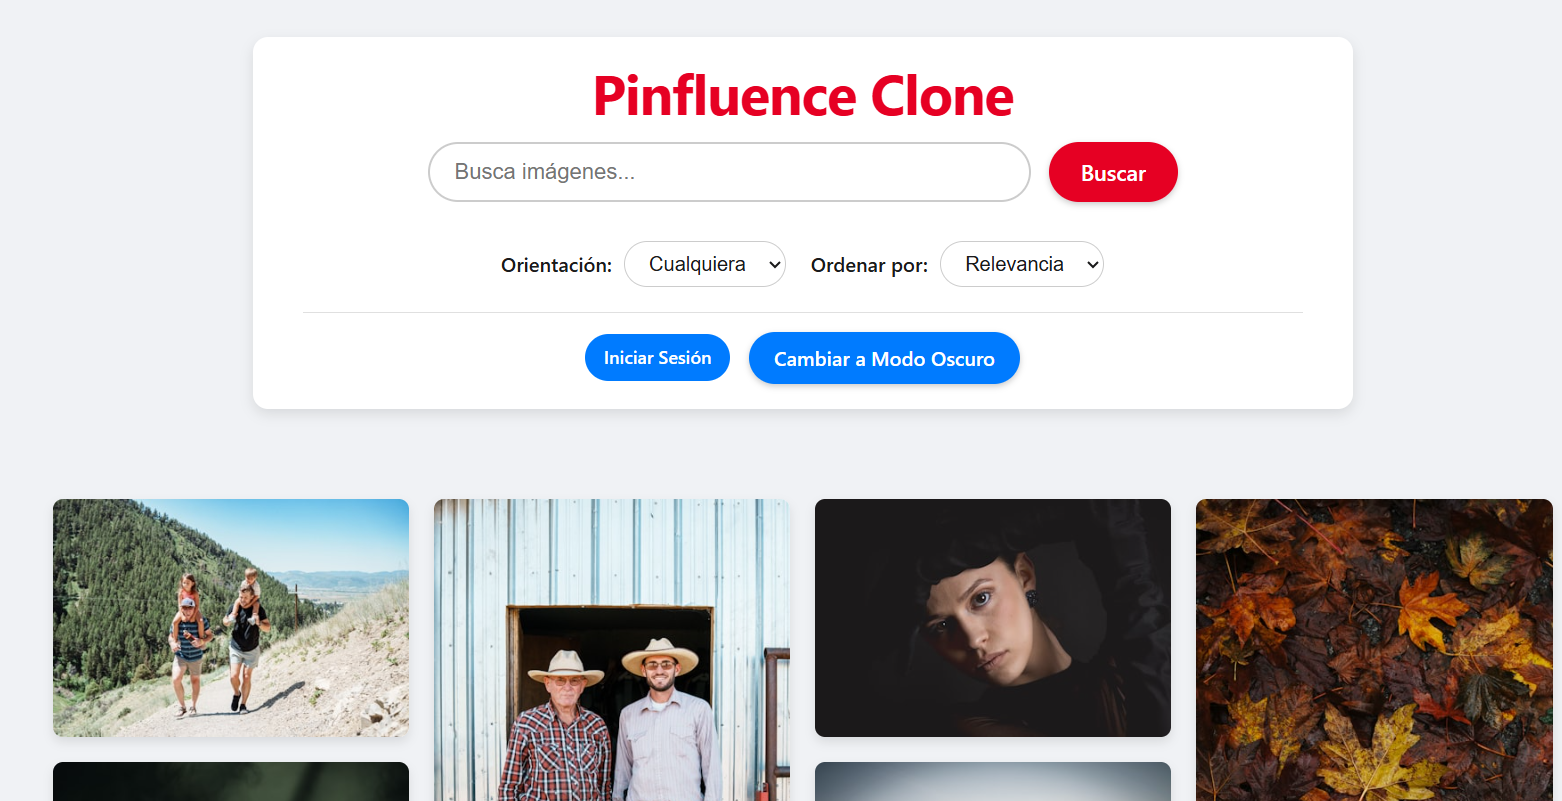 Pinfluence Clone
Busca imágenes...
Buscar
Orientación: Cualquiera Ordenar por: Relevancia
Iniciar Sesión Cambiar a Modo Oscuro